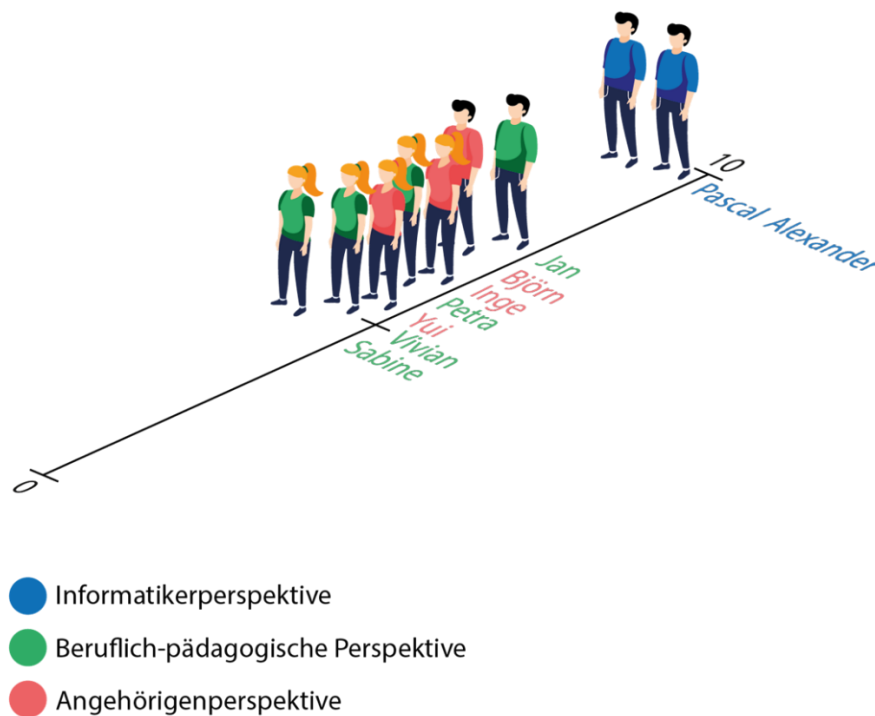 10
Pascal Alexander
Jan
Björn
Inge
Petra
Yui
Vivian
Sabine
0
Informatikerperspektive
Beruflich-pädagogische Perspektive
Angehörigenperspektive